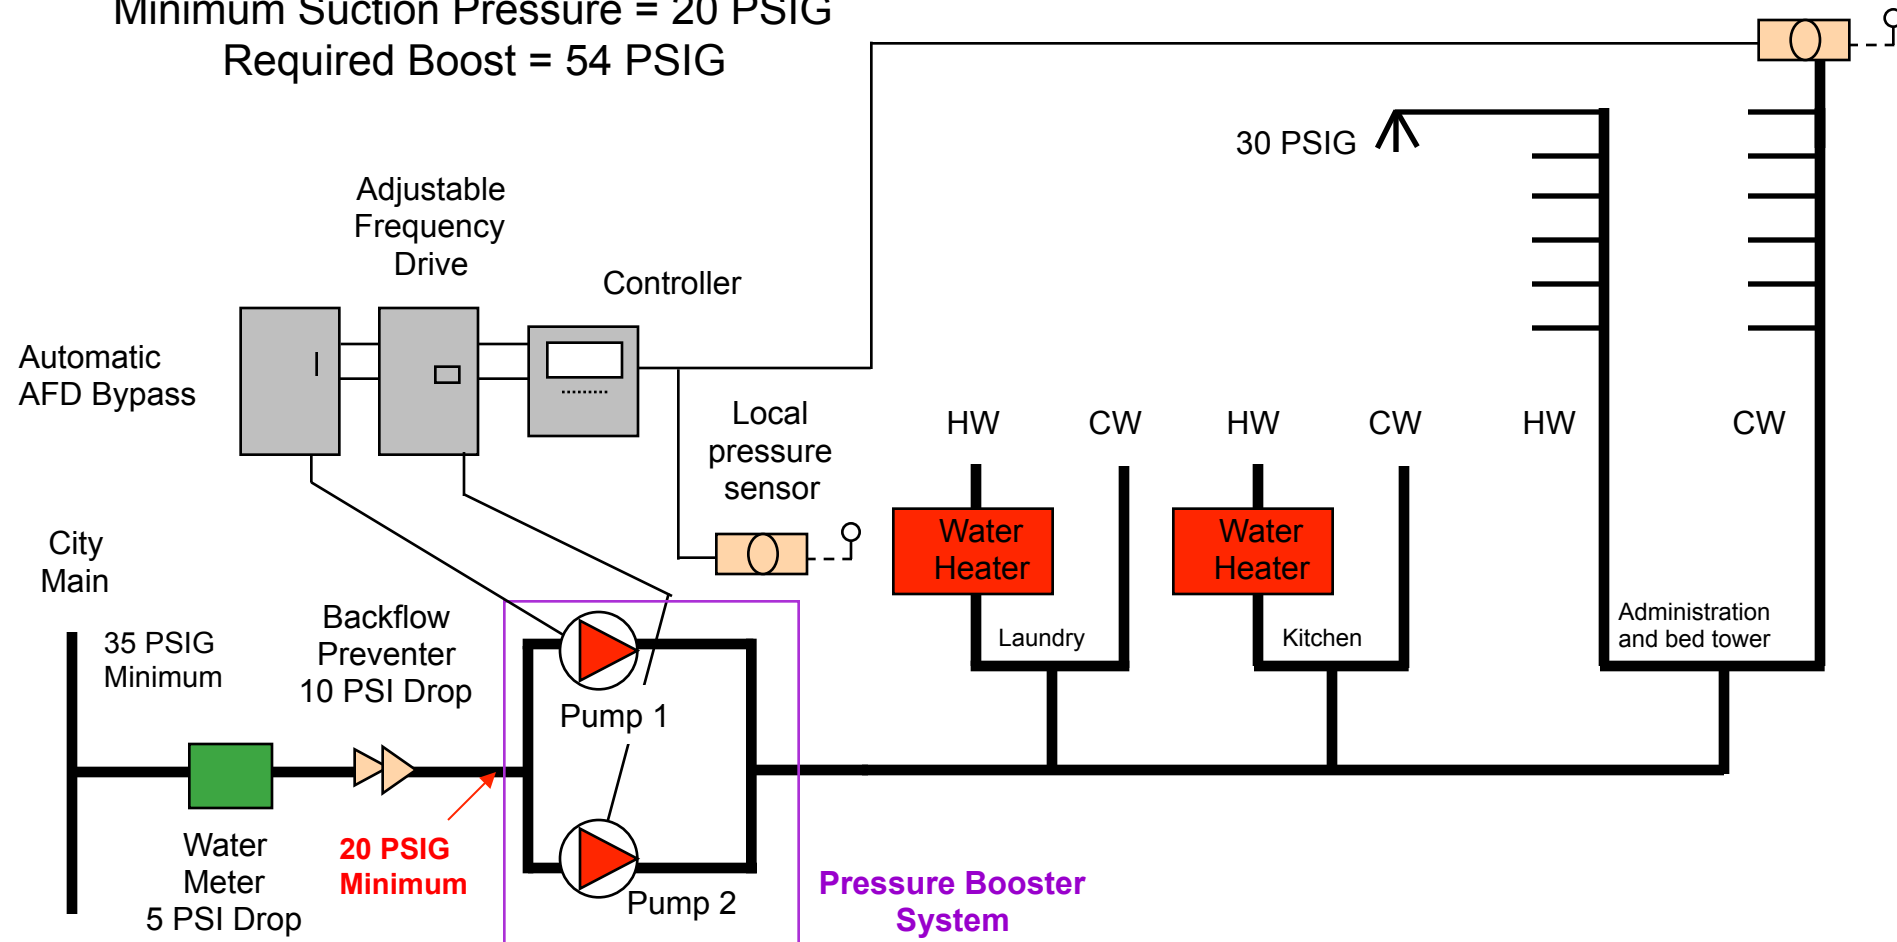 Minimum Suction Pressure = 20 PSIG
Required Boost = 54 PSIG
30 PSIG
Adjustable
Frequency
Drive
Controller
Automatic
AFD Bypass
Local
pressure
sensor
HW
CW
HW
CW
HW
CW
Water
Heater
Water
Heater
City
Main
35 PSIG
Minimum
Backflow
Preventer
10 PSI Drop
Laundry
Kitchen
Administration
and bed tower
Pump 1
Water
Meter
5 PSI Drop
20 PSIG
Minimum
Pump 2
Pressure Booster
System